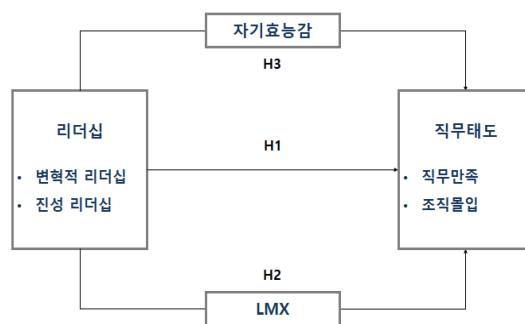 자기효능감
H3
리더십
• 변혁적 리더십
• 진성 리더십
H1
직무태도
• 직무만족
• 조직몰입
H2
LMX